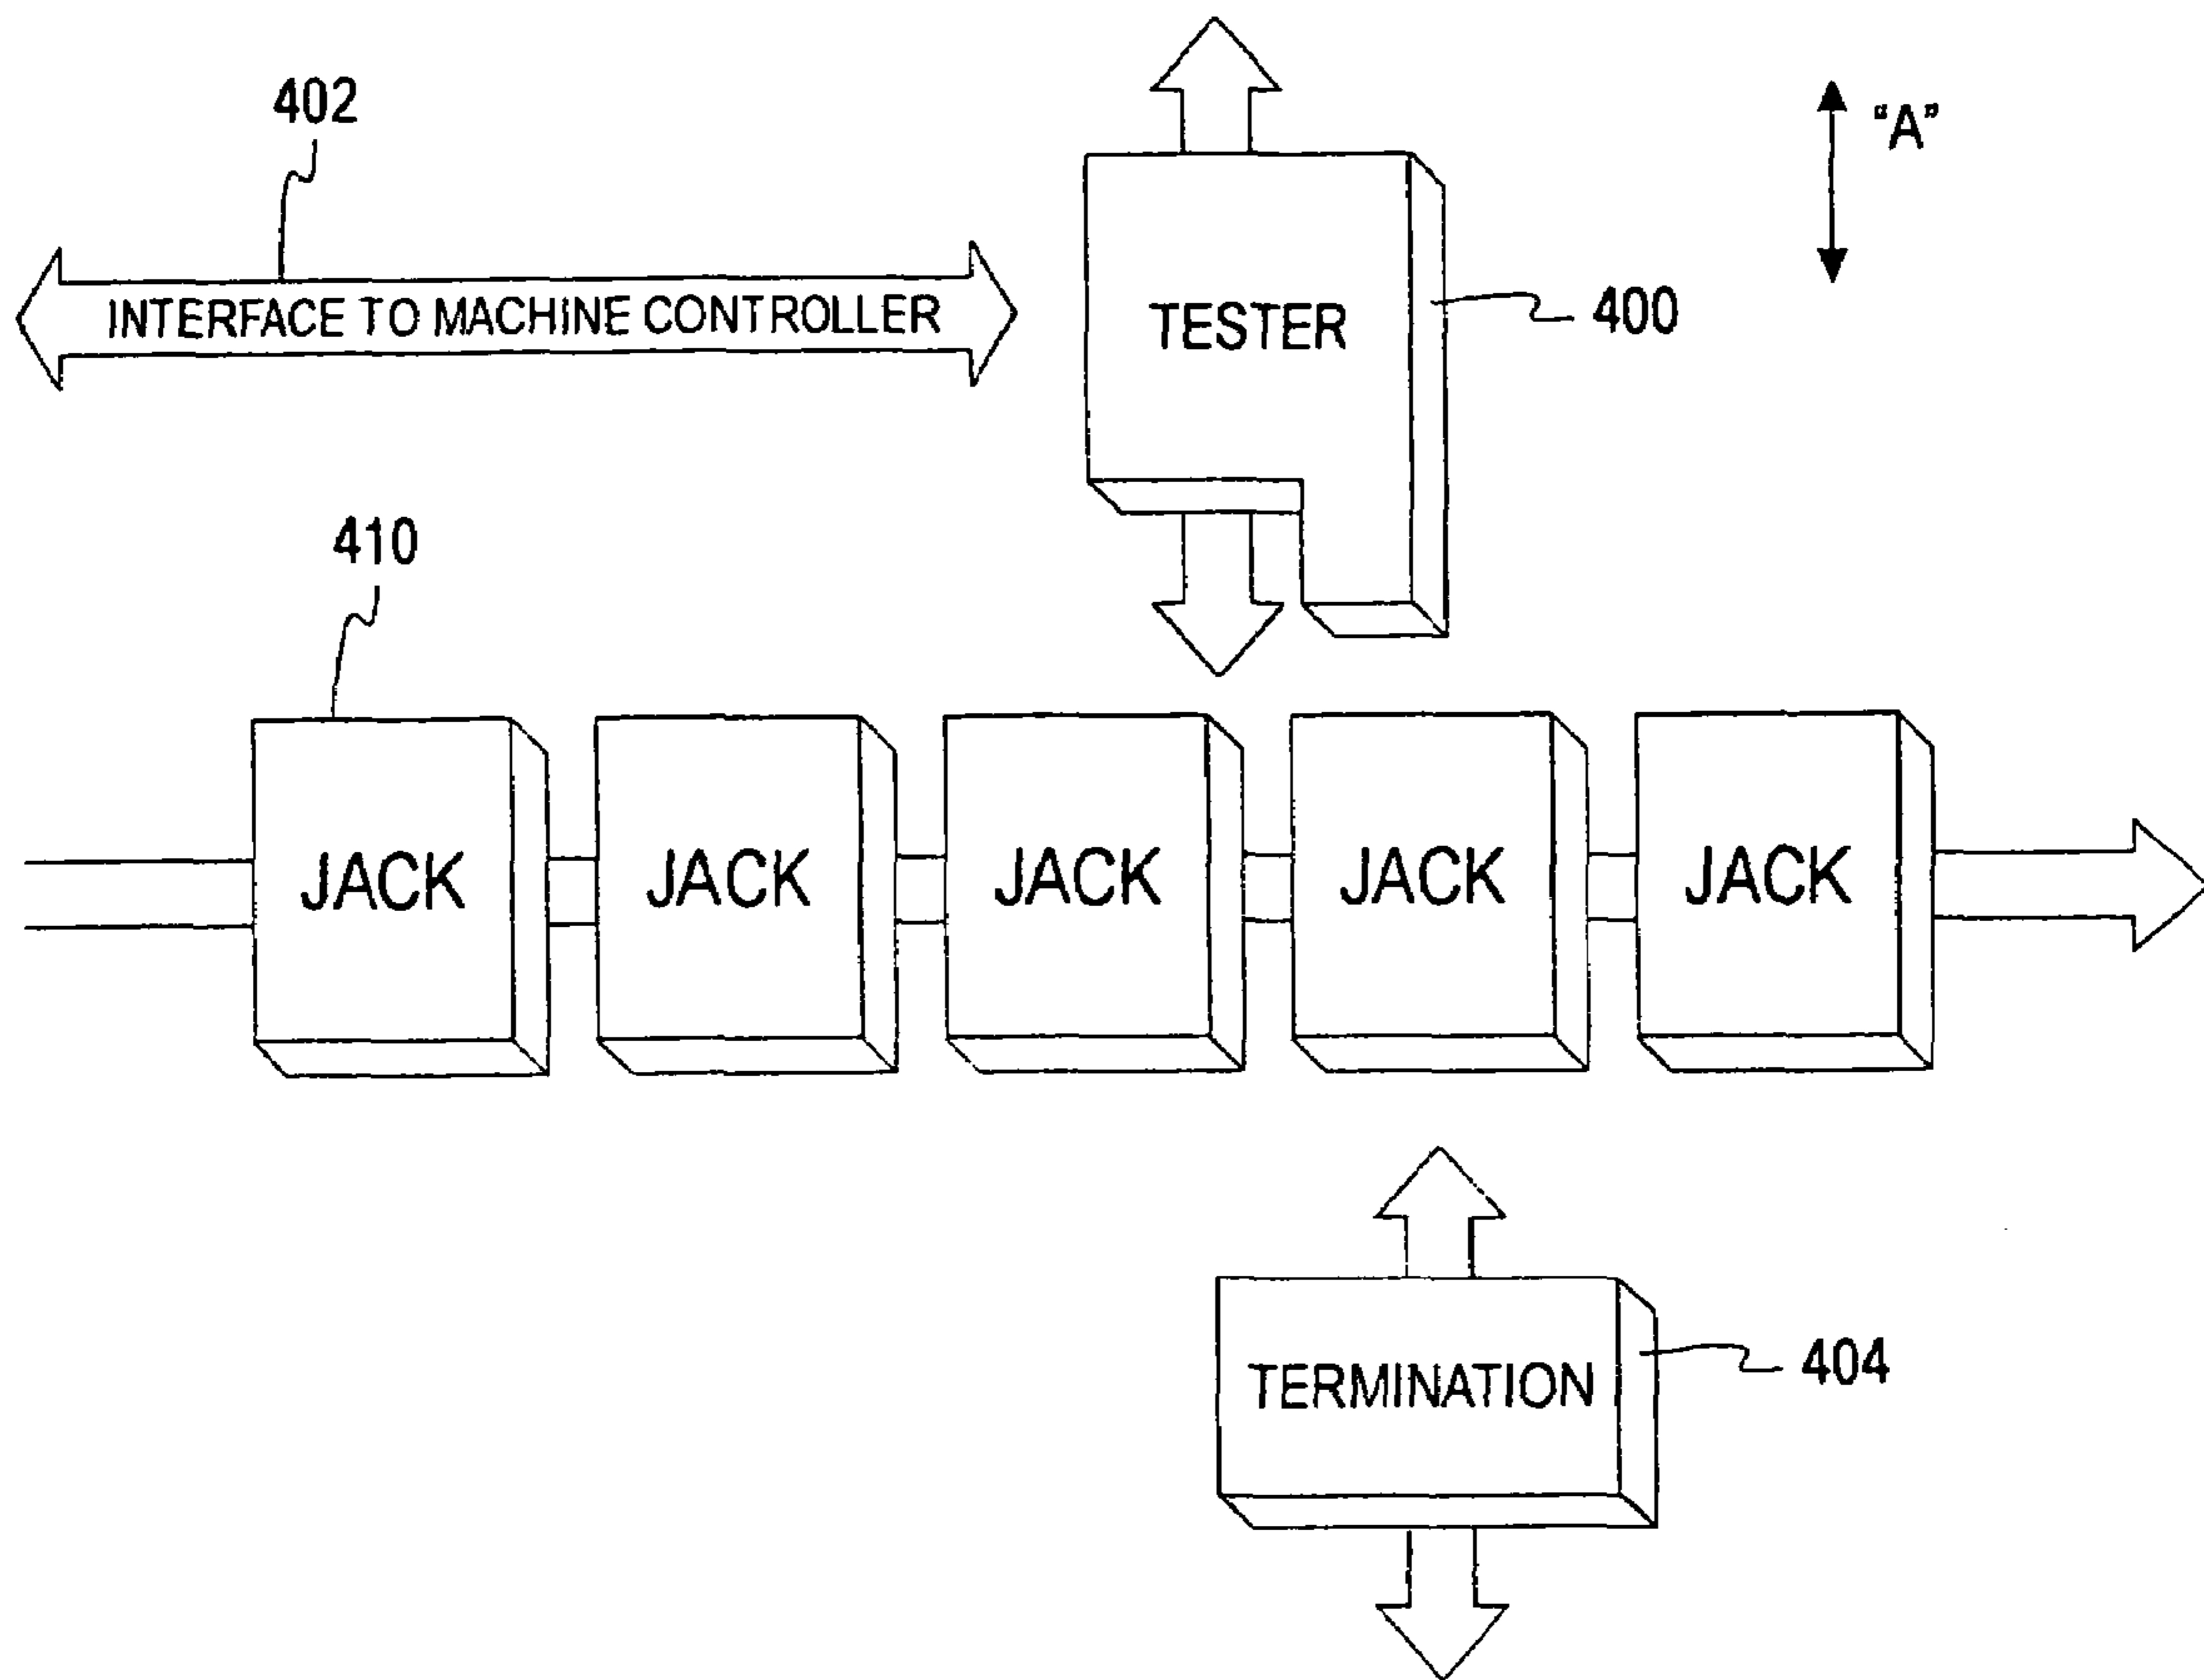 402
"A"
INTERFACE TO MACHINE CONTROLLER
TESTER
400
410
JACK JACK JACK JACK JACK
TERMINATION
404